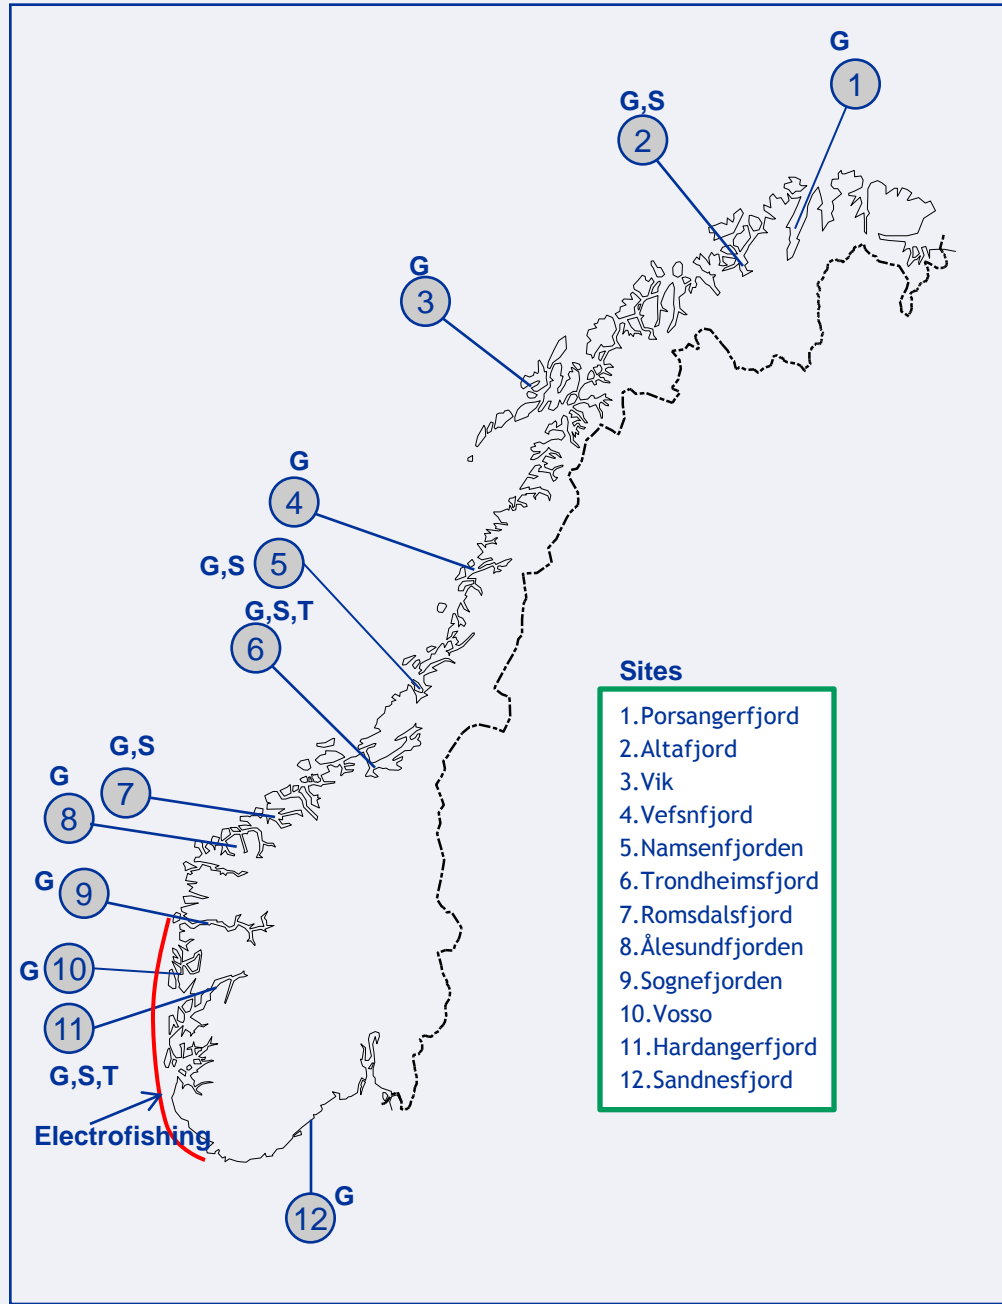 G
1
G,S
2
G
3
G
4
G,S 5
G,S,T
6
G,S
7
G
8
G 9
G 10
11
G,S,T
Electrofishing
12 G
Sites
1.Porsangerfjord
2.Altafjord
3.Vik
4.Vefsnfjord
5.Namsenfjorden
6.Trondheimsfjord
7.Romsdalsfjord
8.Ålesundfjorden
9.Sognefjorden
10.Vosso
11.Hardangerfjord
12.Sandnesfjord